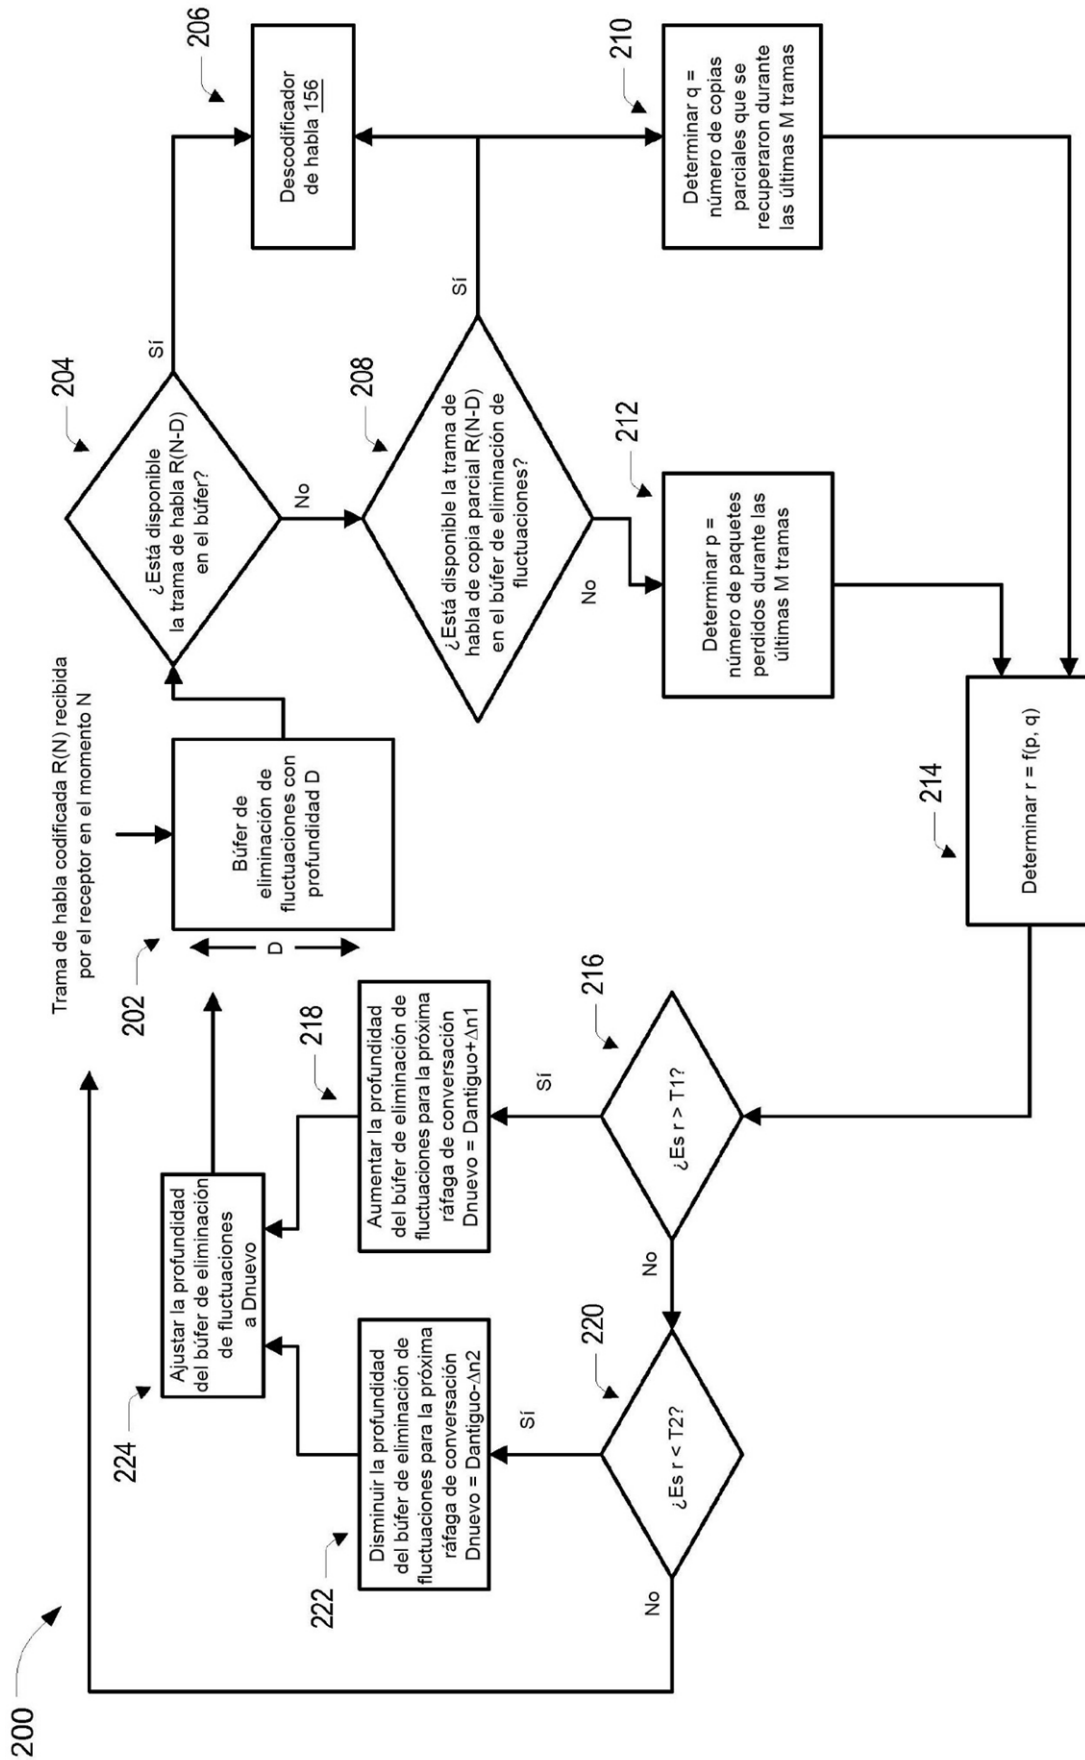 200
Trama de habla codificada R(N) recibida
por el receptor en el momento N
202
Búfer de
eliminación de
fluctuaciones con
profundidad D
D
204
¿Está disponible
la trama de habla R(N-D)
en el búfer?
Sí
No
206
Descodificador
de habla 156
208
¿Está disponible la trama de
habla de copia parcial R(N-D)
en el búfer de eliminación de
fluctuaciones?
Sí
No
210
Determinar q =
número de copias
parciales que se
recuperaron durante
las últimas M tramas
212
Determinar p =
número de paquetes
perdidos durante las
últimas M tramas
214
Determinar r = f(p, q)
216
¿Es r > T1?
Sí
No
218
Aumentar la profundidad
del búfer de eliminación de
fluctuaciones para la próxima
ráfaga de conversación
Dnuevo = Dantiguo+Δn1
220
¿Es r < T2?
Sí
No
222
Disminuir la profundidad
del búfer de eliminación de
fluctuaciones para la próxima
ráfaga de conversación
Dnuevo = Dantiguo-Δn2
224
Ajustar la profundidad
del búfer de eliminación
de fluctuaciones
a Dnuevo